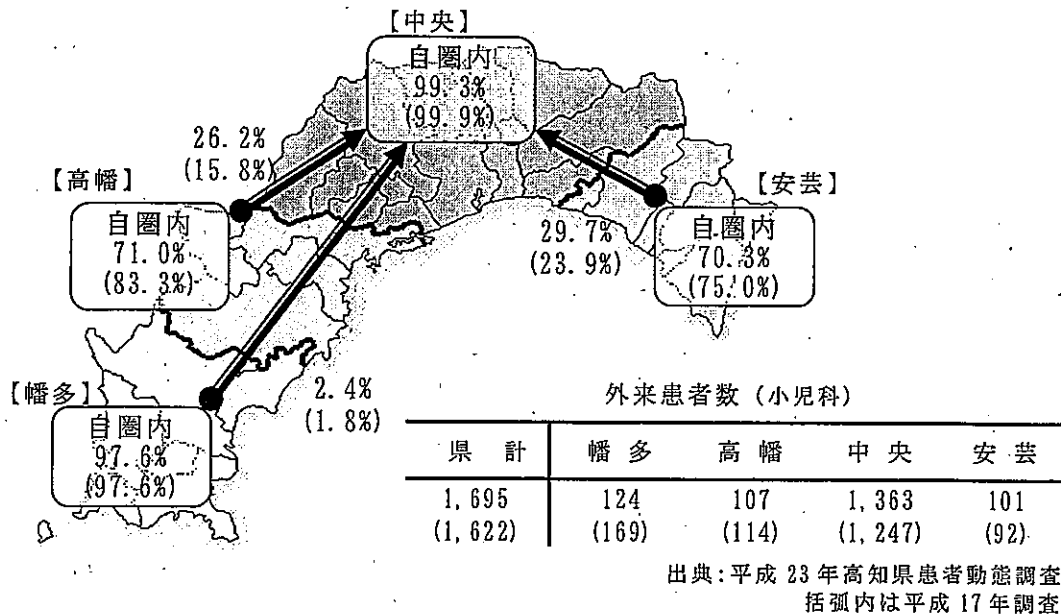 【中央】
自圏内
99.3%
(99.9%)
26.2%
(15.8%)
【高幡】
自圏内
71.0%
(83.3%)
【安芸】
自圏内
70.3%
(75.0%)
29.7%
(23.9%)
【幡多】
自圏内
97.6%
(97.6%)
2.4%
(1.8%)
外来患者数 (小児科)
県 計 幡 多 高 幡 中 央 安 芸
1,695 124 107 1,363 101
(1,622) (169) (114) (1,247) (92)
出典:平成 23 年高知県患者動態調査
括弧内は平成 17 年調査